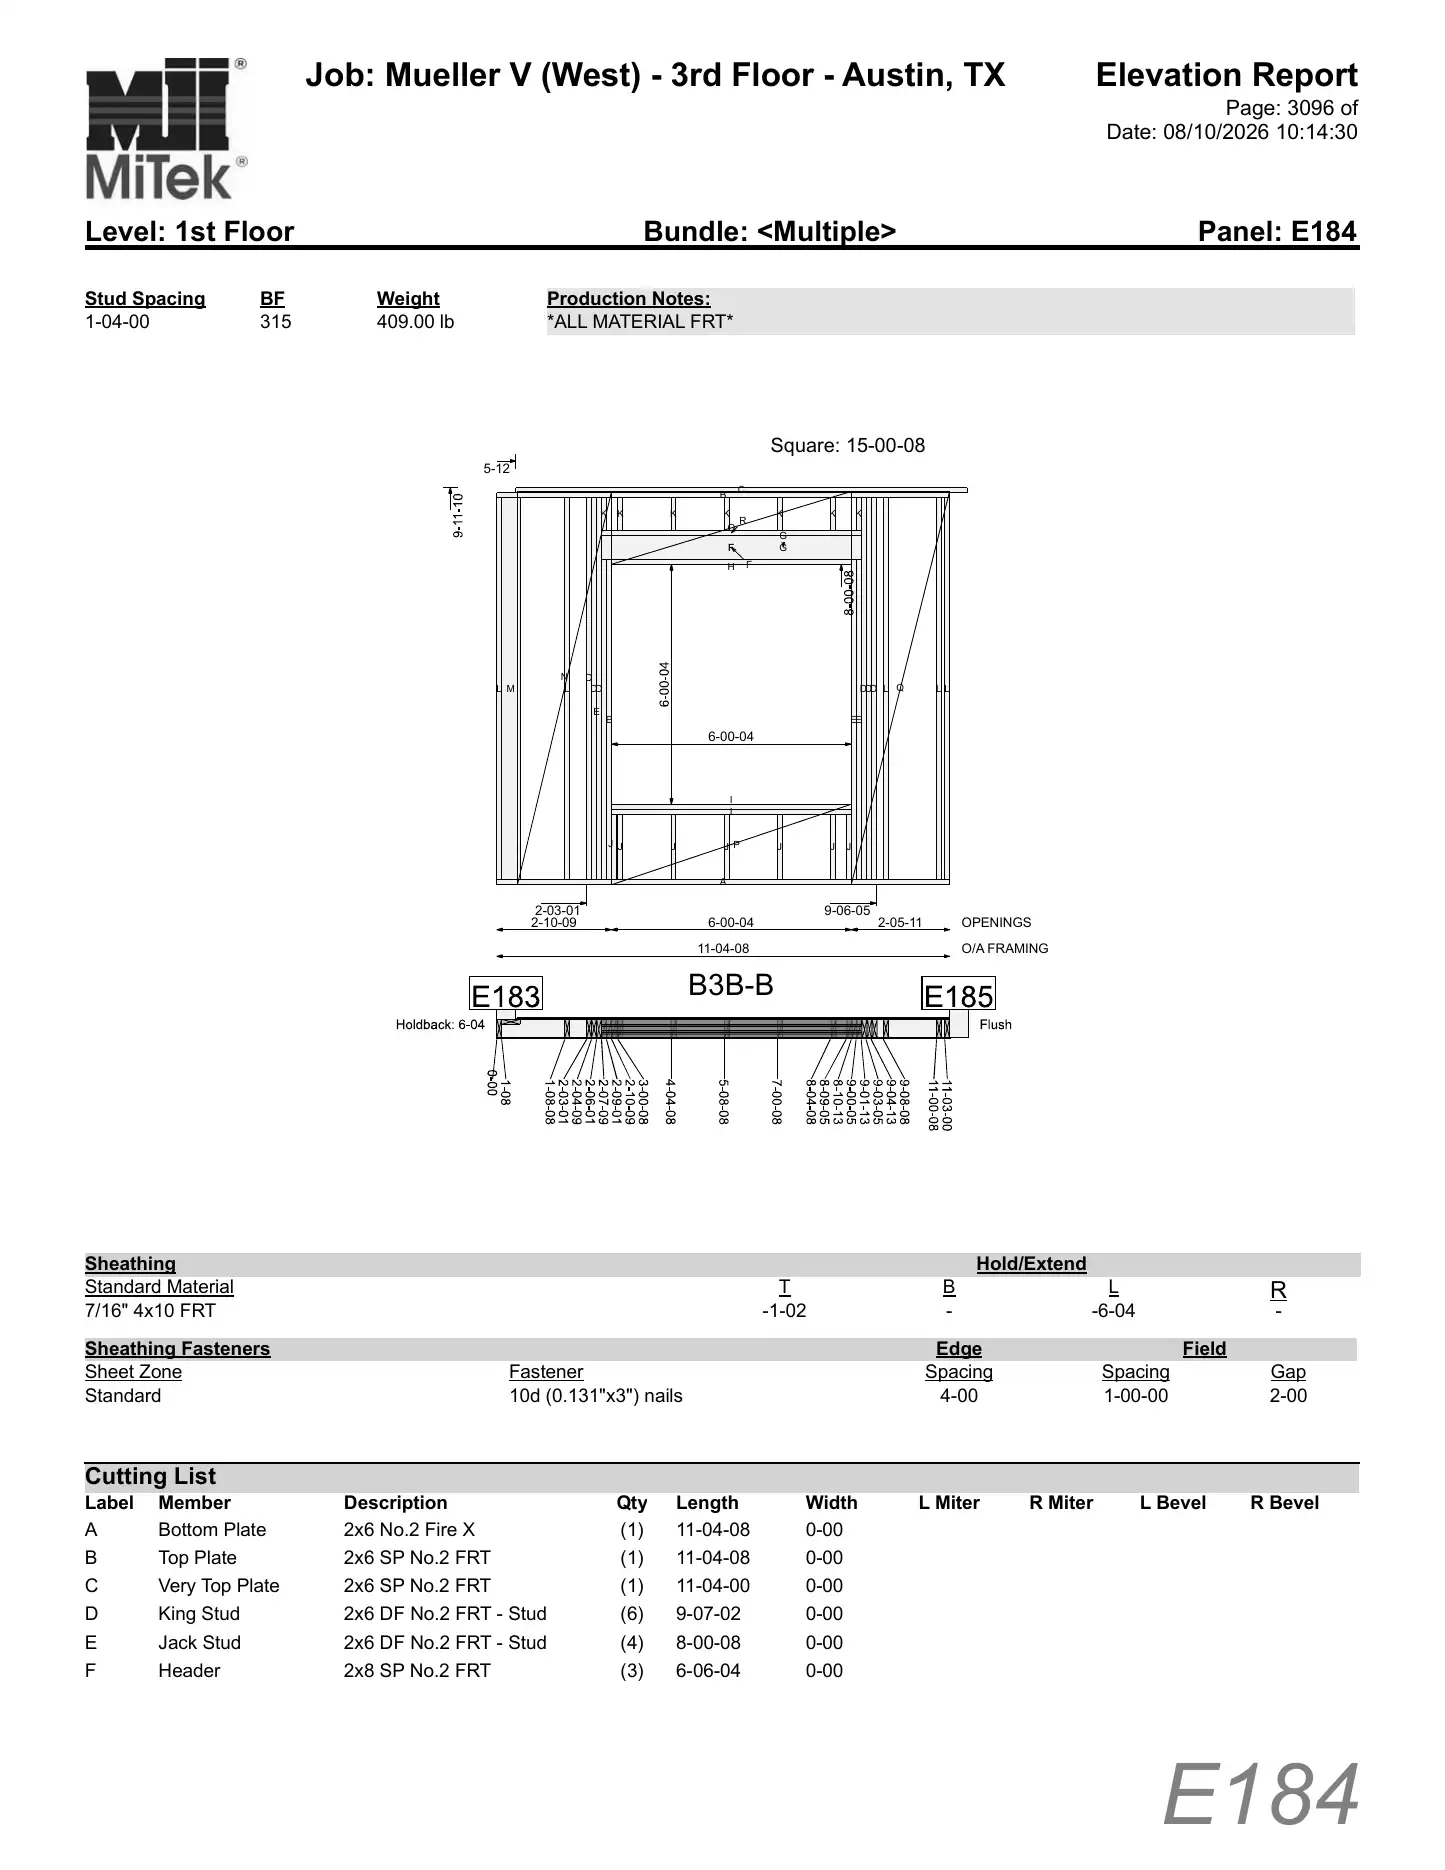 Job: Mueller V (West) - 3rd Floor - Austin, TX
Elevation Report
Page: 3096 of
Date: 08/10/2026 10:14:30
MiTek®
Level: 1st Floor Bundle: <Multiple> Panel: E184
Stud Spacing BF Weight Production Notes:
1-04-00 315 409.00 lb *ALL MATERIAL FRT*
Square: 15-00-08
5-12
9-11-10
C
B
K K K K K K K
R
G
F G
H F
8-00-08
6-00-04
N D
L M L D D D D D L Q L L
E
E E E
6-00-04
I
I
J J J J P J J J
A
2-03-01 9-06-05
2-10-09 6-00-04 2-05-11 OPENINGS
11-04-08 O/A FRAMING
B3B-B
E183 E185
Holdback: 6-04 Flush
0-00
1-08
1-08-08
2-03-01
2-04-09
2-06-01
2-07-09
2-09-01
2-10-09
3-00-08
4-04-08
5-08-08
7-00-08
8-04-08
8-09-05
8-10-13
9-00-05
9-01-13
9-03-05
9-04-13
9-08-08
11-00-08
11-03-00
Sheathing Hold/Extend
Standard Material T B L R
7/16" 4x10 FRT -1-02 - -6-04 -
Sheathing Fasteners Edge Field
Sheet Zone Fastener Spacing Spacing Gap
Standard 10d (0.131"x3") nails 4-00 1-00-00 2-00
Cutting List
Label Member Description Qty Length Width L Miter R Miter L Bevel R Bevel
A Bottom Plate 2x6 No.2 Fire X (1) 11-04-08 0-00
B Top Plate 2x6 SP No.2 FRT (1) 11-04-08 0-00
C Very Top Plate 2x6 SP No.2 FRT (1) 11-04-00 0-00
D King Stud 2x6 DF No.2 FRT - Stud (6) 9-07-02 0-00
E Jack Stud 2x6 DF No.2 FRT - Stud (4) 8-00-08 0-00
F Header 2x8 SP No.2 FRT (3) 6-06-04 0-00
E184